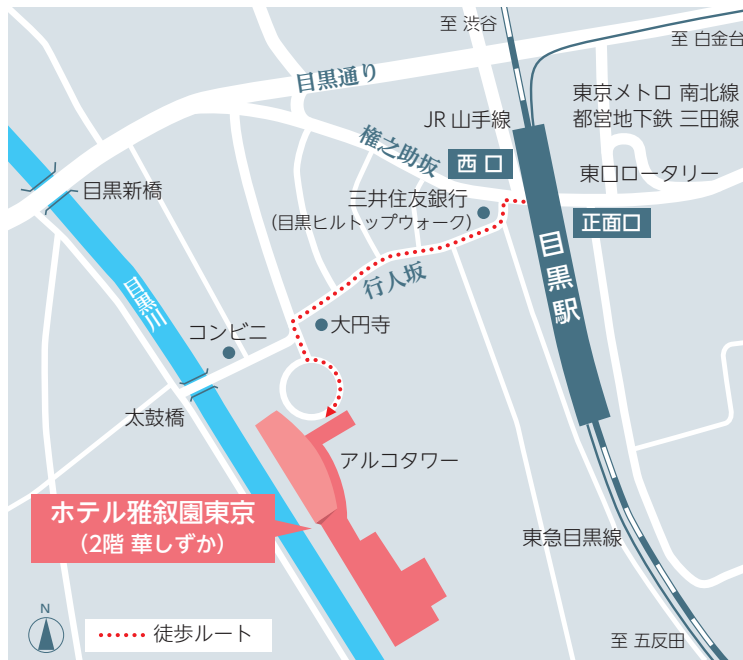 至 渋谷
至 白金台
目黒通り
東京メトロ 南北線
都営地下鉄 三田線
JR 山手線
権之助坂
西口
東口ロータリー
目黒新橋
三井住友銀行
(目黒ヒルトップウォーク)
正面口
目黒駅
行人坂
目黒川
大円寺
コンビニ
太鼓橋
アルコタワー
ホテル雅叙園東京
(2階 華しずか)
東急目黒線
N
徒歩ルート
至 五反田